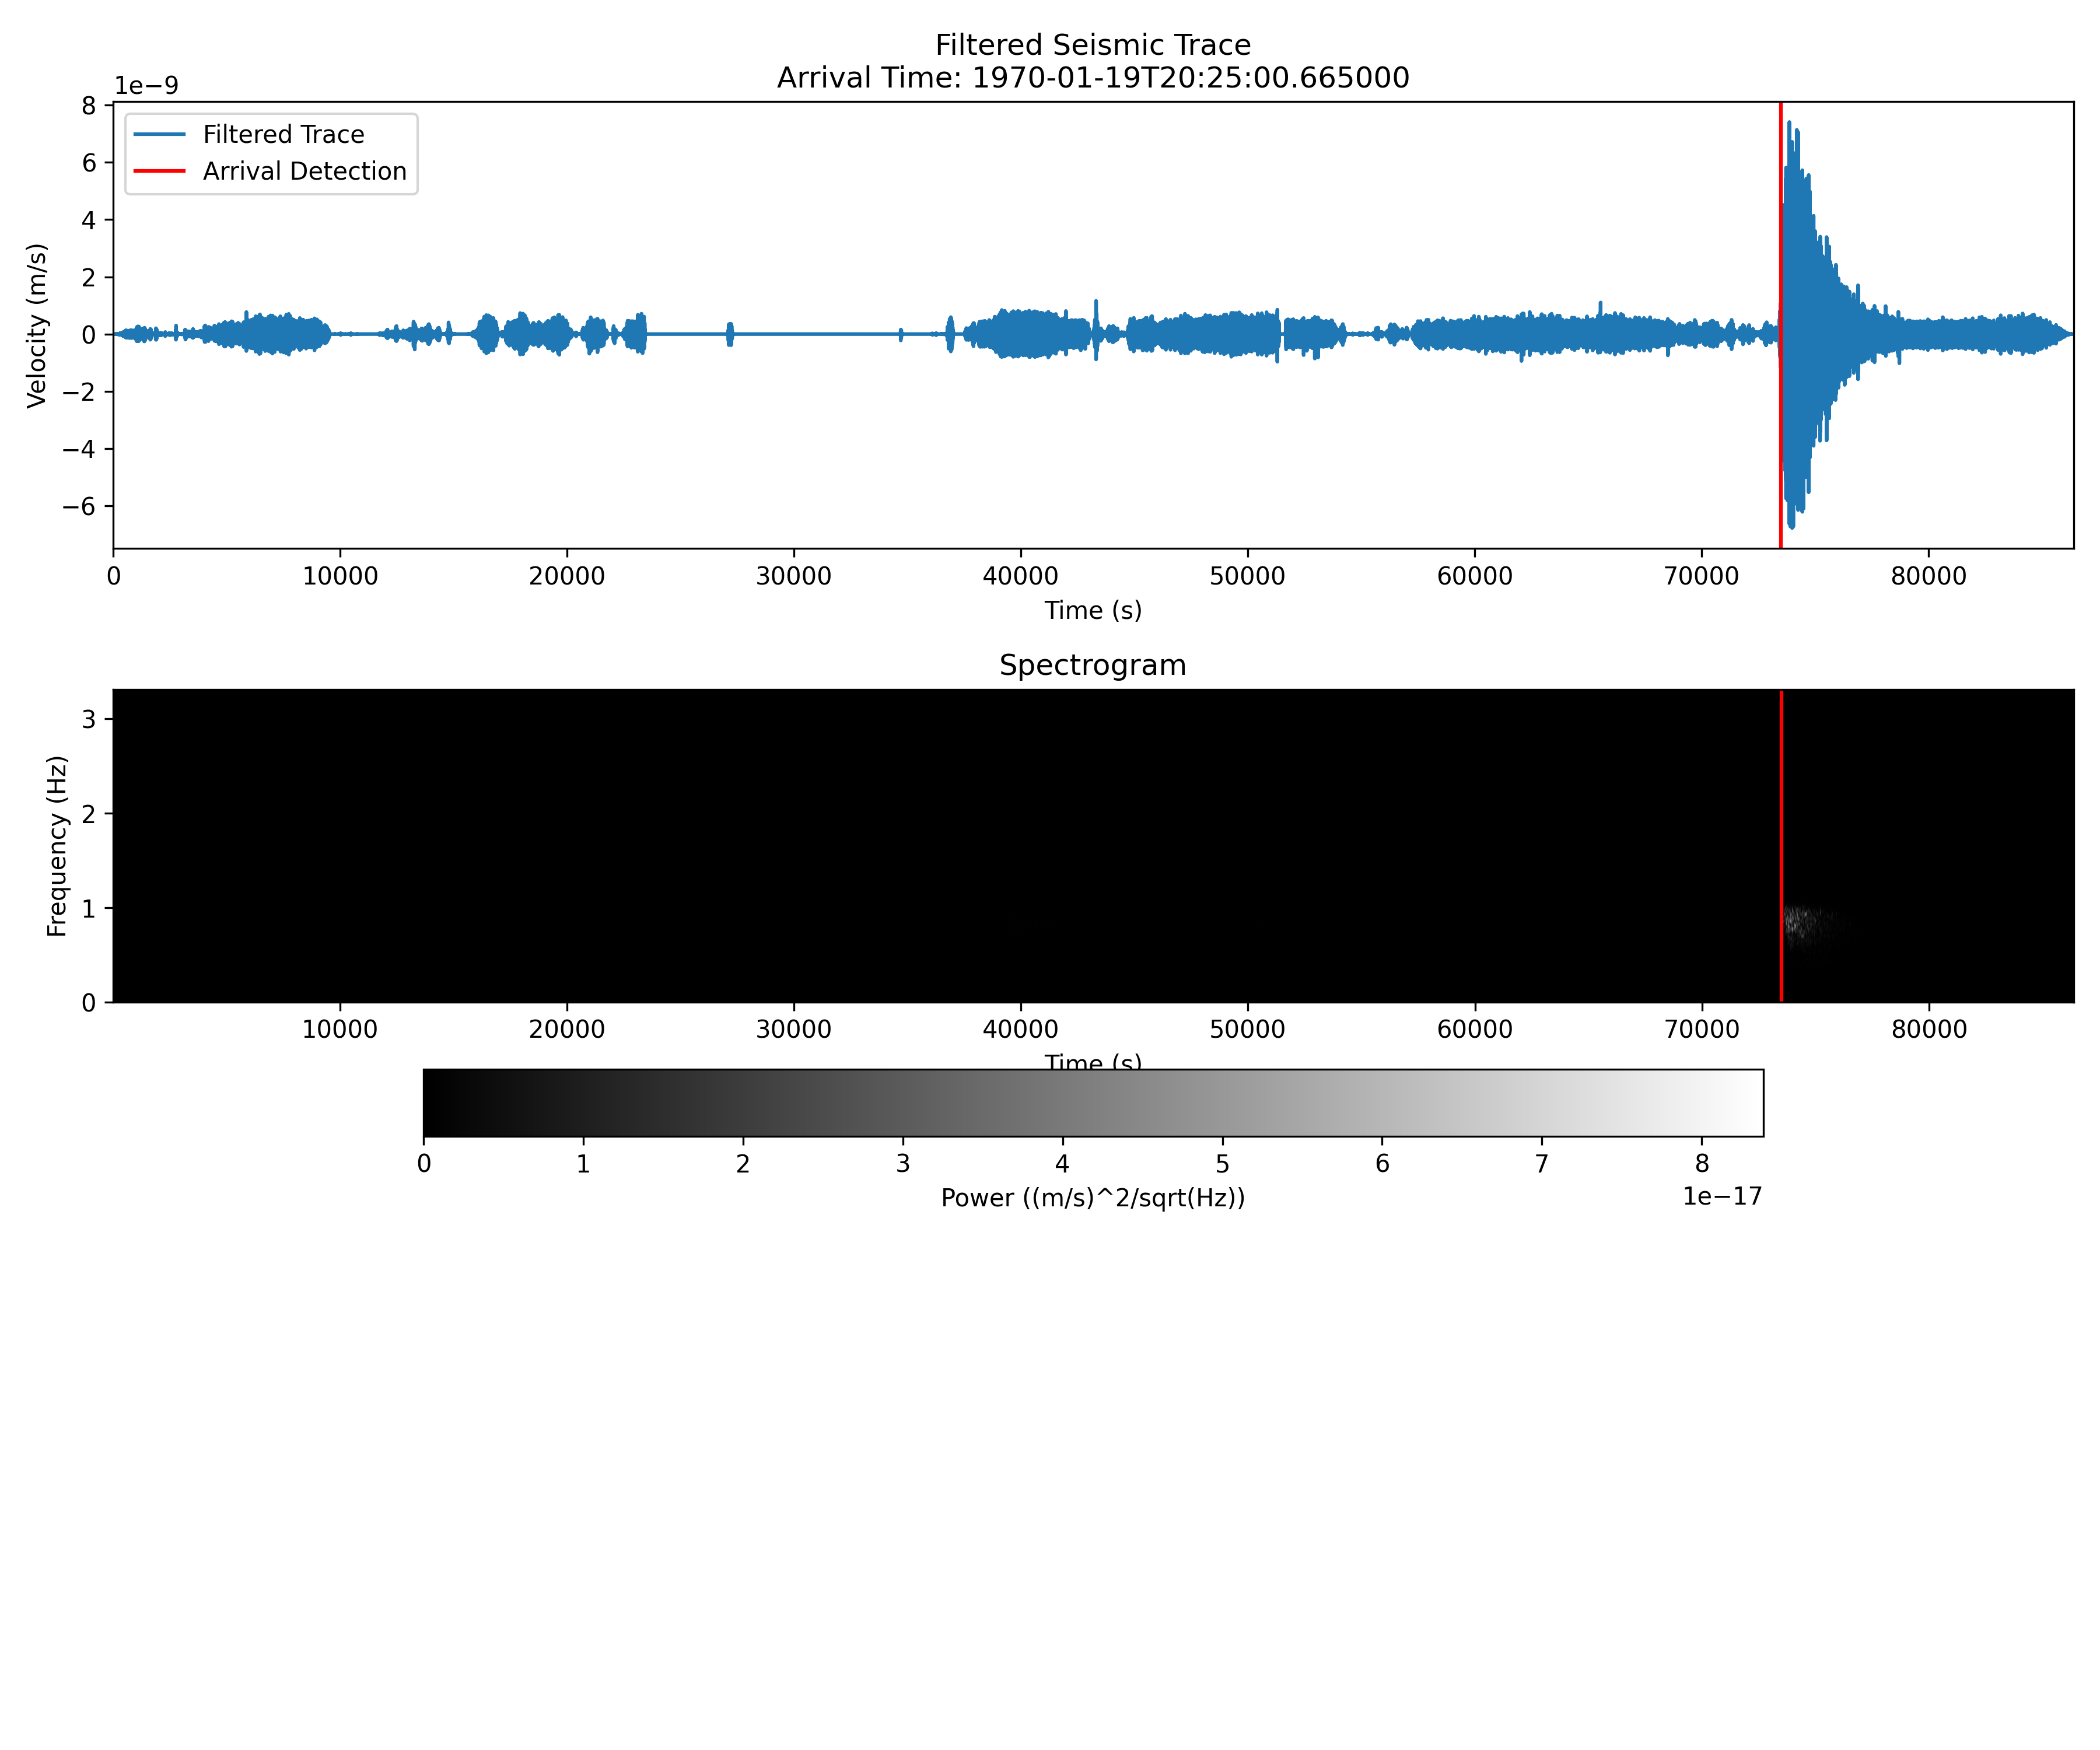 Filtered Seismic Trace
Arrival Time: 1970-01-19T20:25:00.665000
1e−9
Filtered Trace
Arrival Detection
8
6
4
2
0
−2
−4
−6
Velocity (m/s)
0 10000 20000 30000 40000 50000 60000 70000 80000
Time (s)
Spectrogram
3
2
1
0
Frequency (Hz)
10000 20000 30000 40000 50000 60000 70000 80000
Time (s)
0 1 2 3 4 5 6 7 8
Power ((m/s)^2/sqrt(Hz))
1e−17